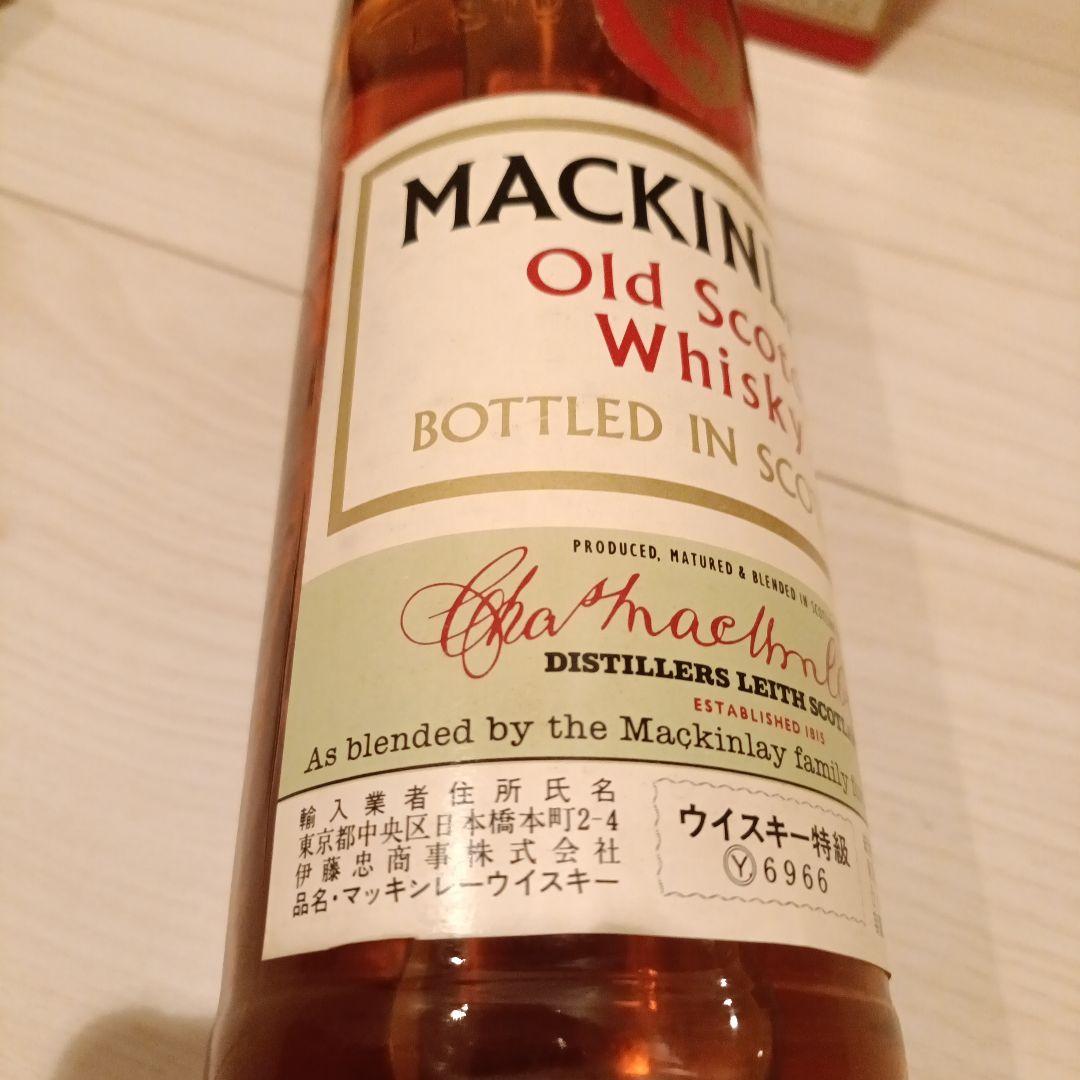 MACKINL
Old Scotc
Whisky
BOTTLED IN SCO
PRODUCED, MATURED & BLENDED IN SCOT
DISTILLERS LEITH SCOTLA
ESTABLISHED 1815
As blended by the Mackinlay family
輸入業者住所氏名
東京都中央区日本橋本町2-4
伊藤忠商事株式会社
品名・マッキンレーウイスキー
ウイスキー特級
Ⓨ6966